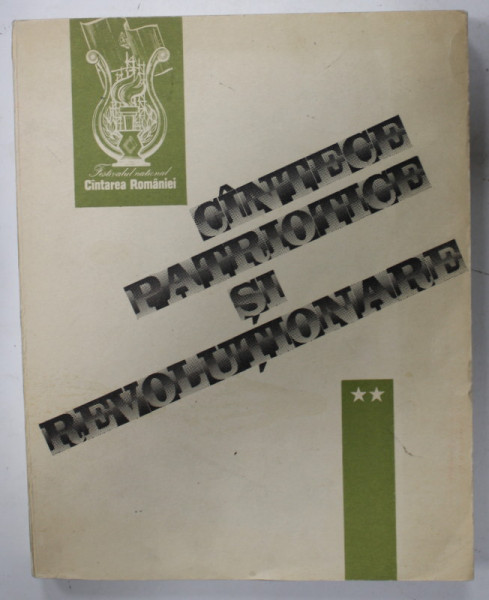 Festivalul național
Cîntarea României
CÎNTECE
PATRIOTICE
ȘI
REVOLUȚIONARE